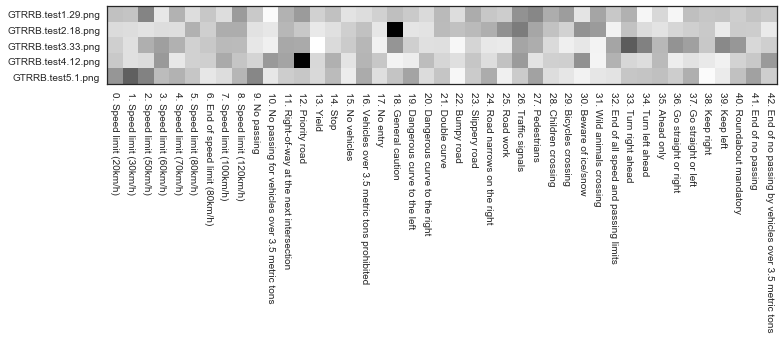 GTRRB.test1.29.png
GTRRB.test2.18.png
GTRRB.test3.33.png
GTRRB.test4.12.png
GTRRB.test5.1.png
0. Speed limit (20km/h)
1. Speed limit (30km/h)
2. Speed limit (50km/h)
3. Speed limit (60km/h)
4. Speed limit (70km/h)
5. Speed limit (80km/h)
6. End of speed limit (80km/h)
7. Speed limit (100km/h)
8. Speed limit (120km/h)
9. No passing
10. No passing for vehicles over 3.5 metric tons
11. Right-of-way at the next intersection
12. Priority road
13. Yield
14. Stop
15. No vehicles
16. Vehicles over 3.5 metric tons prohibited
17. No entry
18. General caution
19. Dangerous curve to the left
20. Dangerous curve to the right
21. Double curve
22. Bumpy road
23. Slippery road
24. Road narrows on the right
25. Road work
26. Traffic signals
27. Pedestrians
28. Children crossing
29. Bicycles crossing
30. Beware of ice/snow
31. Wild animals crossing
32. End of all speed and passing limits
33. Turn right ahead
34. Turn left ahead
35. Ahead only
36. Go straight or right
37. Go straight or left
38. Keep right
39. Keep left
40. Roundabout mandatory
41. End of no passing
42. End of no passing by vehicles over 3.5 metric tons